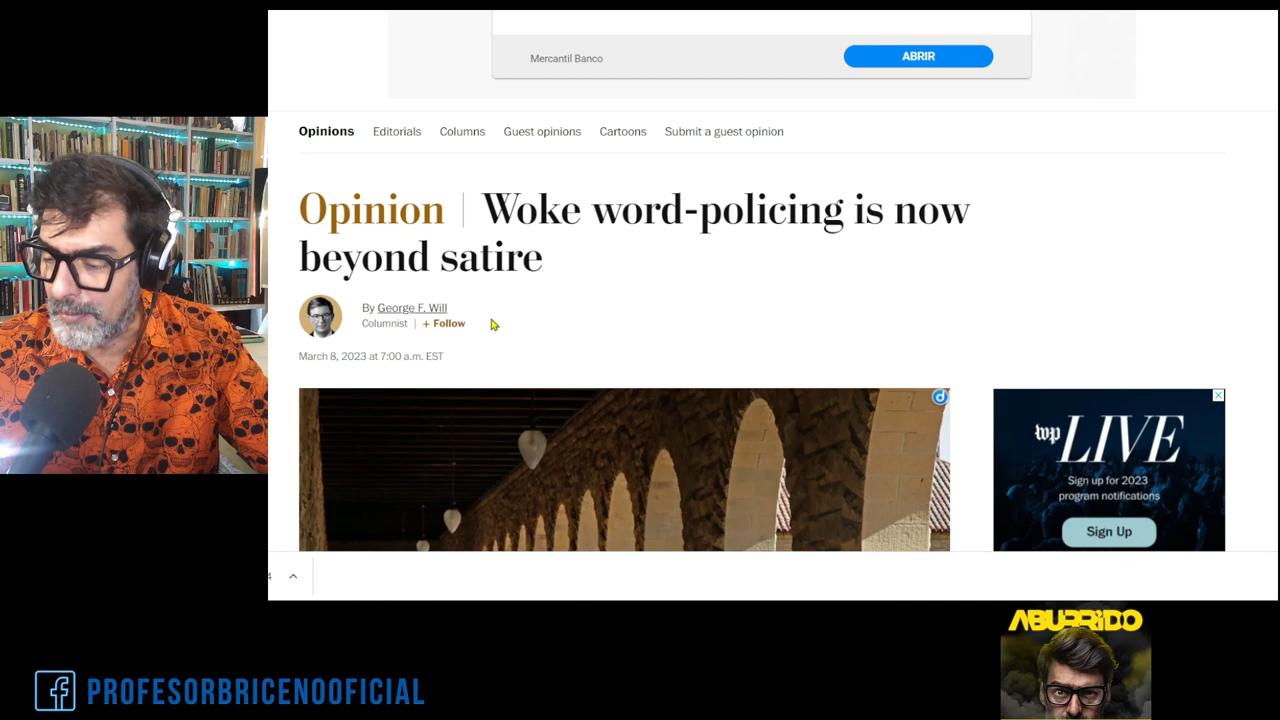 Mercantil Banco
ABRIR
Opinions Editorials Columns Guest opinions Cartoons Submit a guest opinion
Opinion | Woke word-policing is now
beyond satire
By George F. Will
Columnist | + Follow
March 8, 2023 at 7:00 a.m. EST
wp LIVE
Sign up for 2023
program notifications
Sign Up
ABURRIDO
PROFESORBRICENOOFICIAL